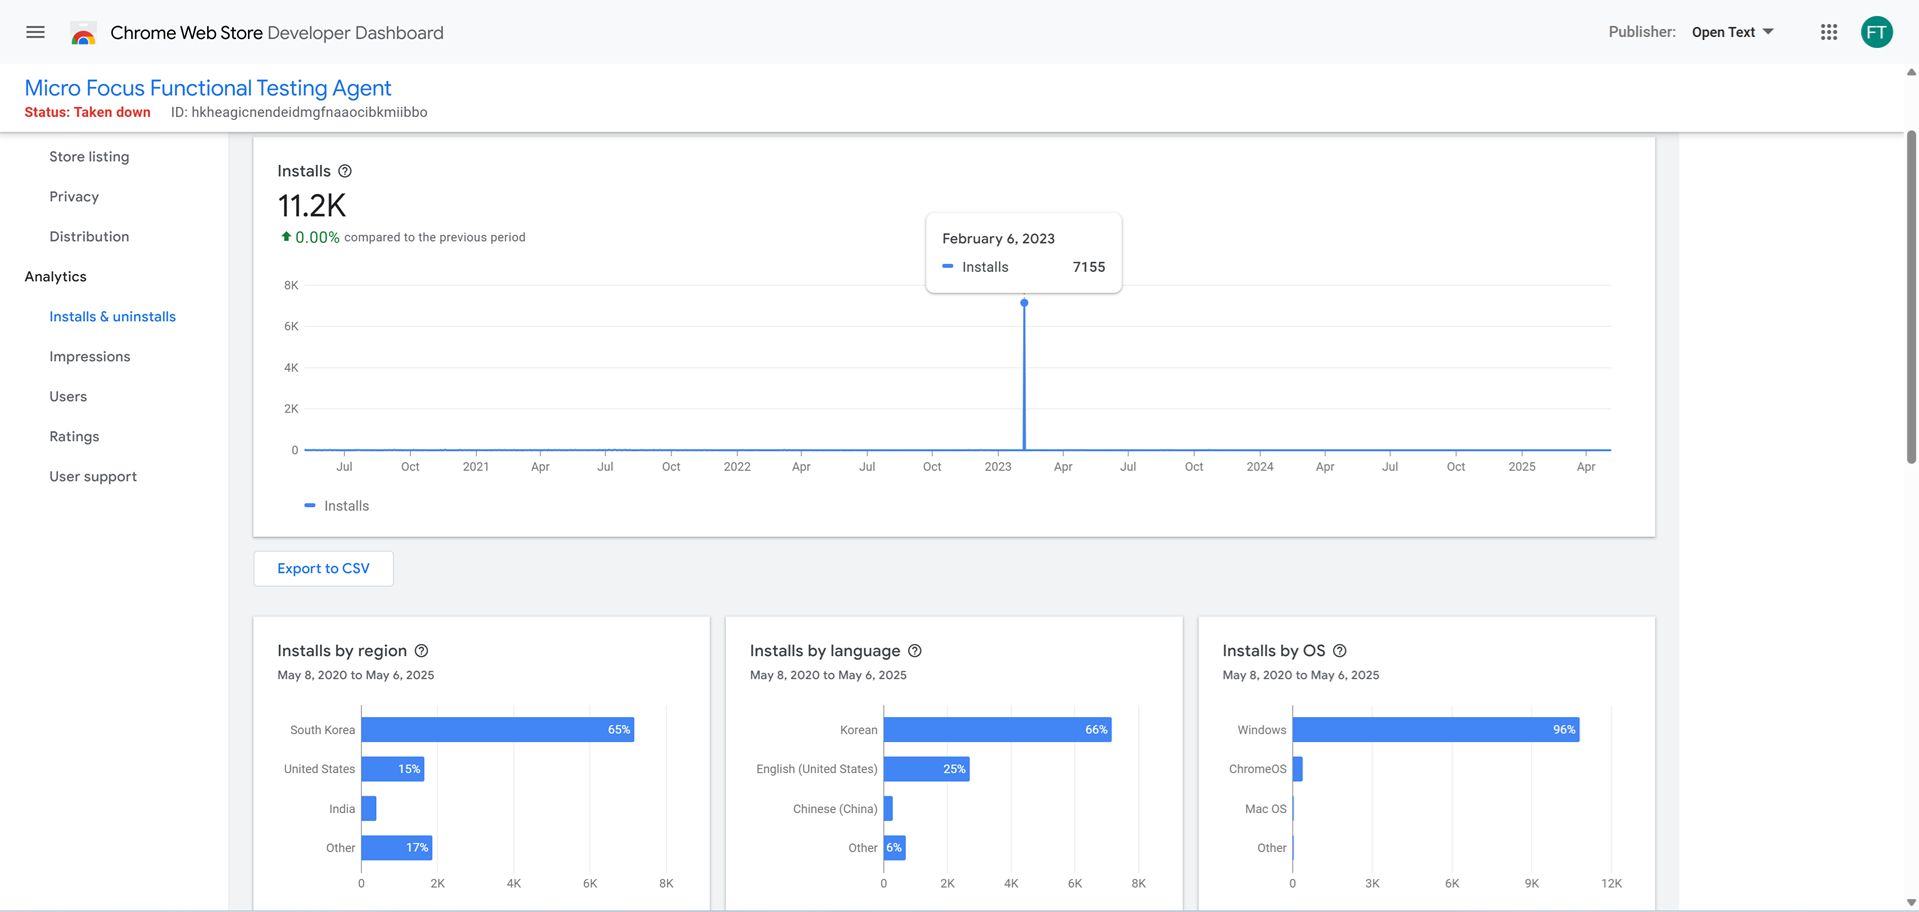 Chrome Web Store Developer Dashboard
Publisher: Open Text
FT
Micro Focus Functional Testing Agent
Status: Taken down ID: hkheagicnendeidmgfnaaocibkmiibbo
Store listing
Privacy
Distribution
Analytics
Installs & uninstalls
Impressions
Users
Ratings
User support
Installs
11.2K
0.00% compared to the previous period
February 6, 2023
Installs 7155
8K
6K
4K
2K
0
Jul Oct 2021 Apr Jul Oct 2022 Apr Jul Oct 2023 Apr Jul Oct 2024 Apr Jul Oct 2025 Apr
Installs
Export to CSV
Installs by region
May 8, 2020 to May 6, 2025
South Korea 65%
United States 15%
India
Other 17%
0 2K 4K 6K 8K
Installs by language
May 8, 2020 to May 6, 2025
Korean 66%
English (United States) 25%
Chinese (China)
Other 6%
0 2K 4K 6K 8K
Installs by OS
May 8, 2020 to May 6, 2025
Windows 96%
ChromeOS
Mac OS
Other
0 3K 6K 9K 12K